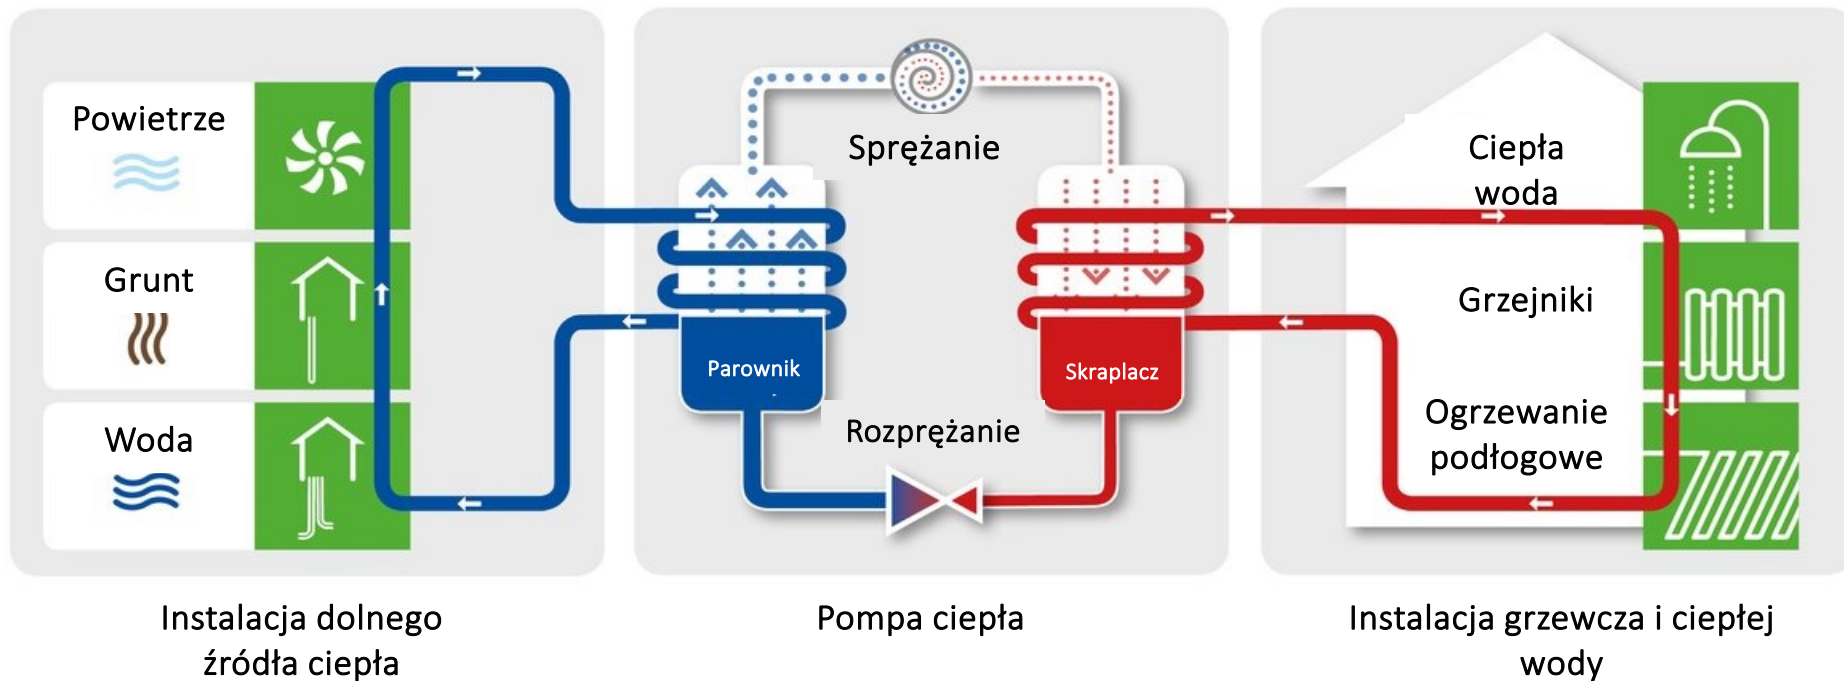 Powietrze
Grunt
Woda
Instalacja dolnego
źródła ciepła
Sprężanie
Parownik
Skraplacz
Rozprężanie
Pompa ciepła
Ciepła
woda
Grzejniki
Ogrzewanie
podłogowe
Instalacja grzewcza i ciepłej
wody